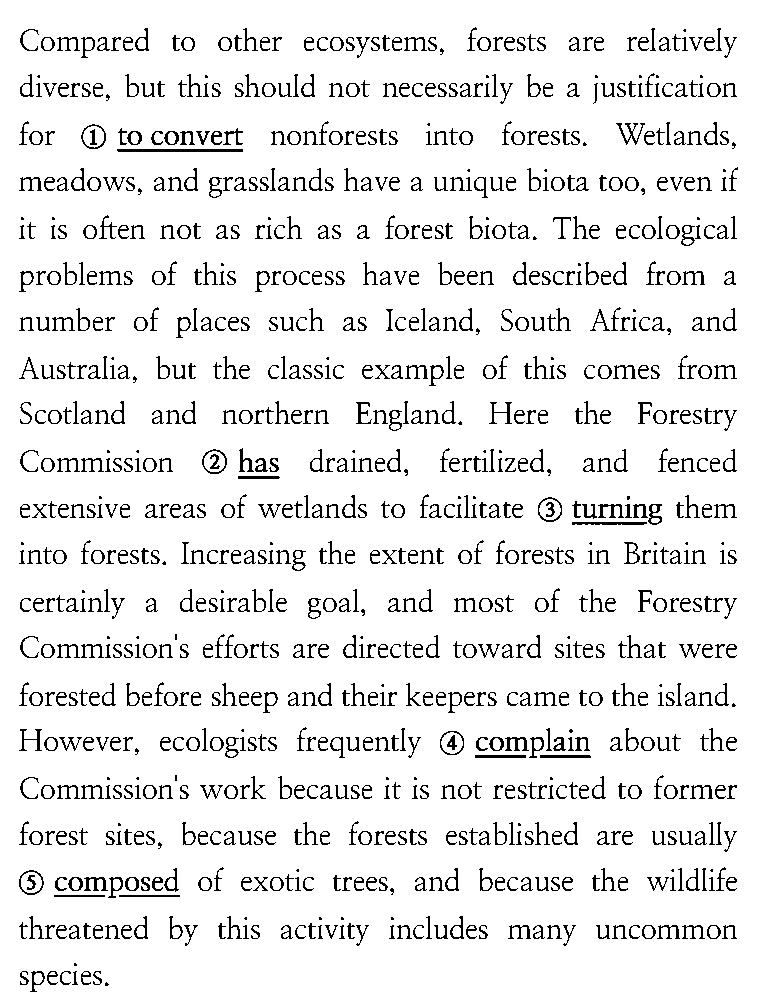 Compared to other ecosystems, forests are relatively
diverse, but this should not necessarily be a justification
for ① to convert nonforests into forests. Wetlands,
meadows, and grasslands have a unique biota too, even if
it is often not as rich as a forest biota. The ecological
problems of this process have been described from a
number of places such as Iceland, South Africa, and
Australia, but the classic example of this comes from
Scotland and northern England. Here the Forestry
Commission ② has drained, fertilized, and fenced
extensive areas of wetlands to facilitate ③ turning them
into forests. Increasing the extent of forests in Britain is
certainly a desirable goal, and most of the Forestry
Commission's efforts are directed toward sites that were
forested before sheep and their keepers came to the island.
However, ecologists frequently ④ complain about the
Commission's work because it is not restricted to former
forest sites, because the forests established are usually
⑤ composed of exotic trees, and because the wildlife
threatened by this activity includes many uncommon
species.